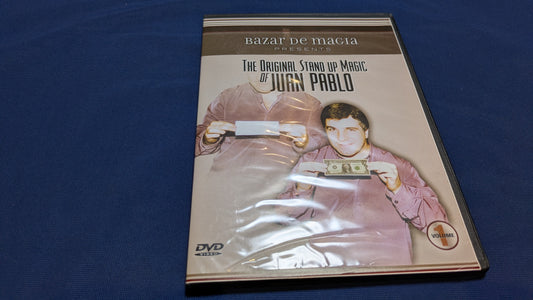 Bazar de Magia
PRESENTS
THE ORIGINAL STAND UP MAGIC
OF JUAN PABLO
DVD
VIDEO
1
VOLUME